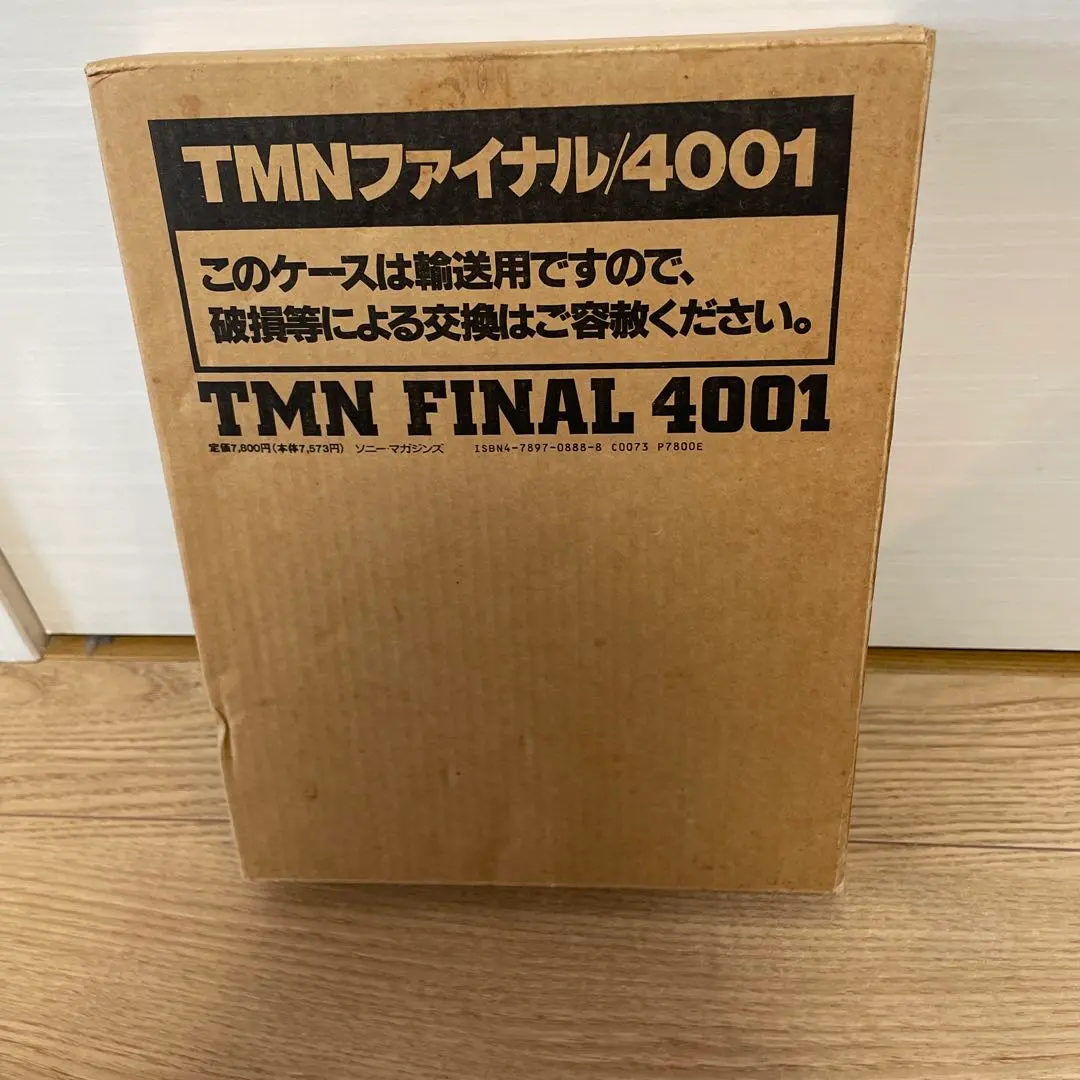 TMNファイナル/4001
このケースは輸送用ですので、
破損等による交換はご容赦ください。
TMN FINAL 4001
定価7,800円(本体7,573円) ソニー・マガジンズ ISBN4-7897-0888-8 C0073 P7800E